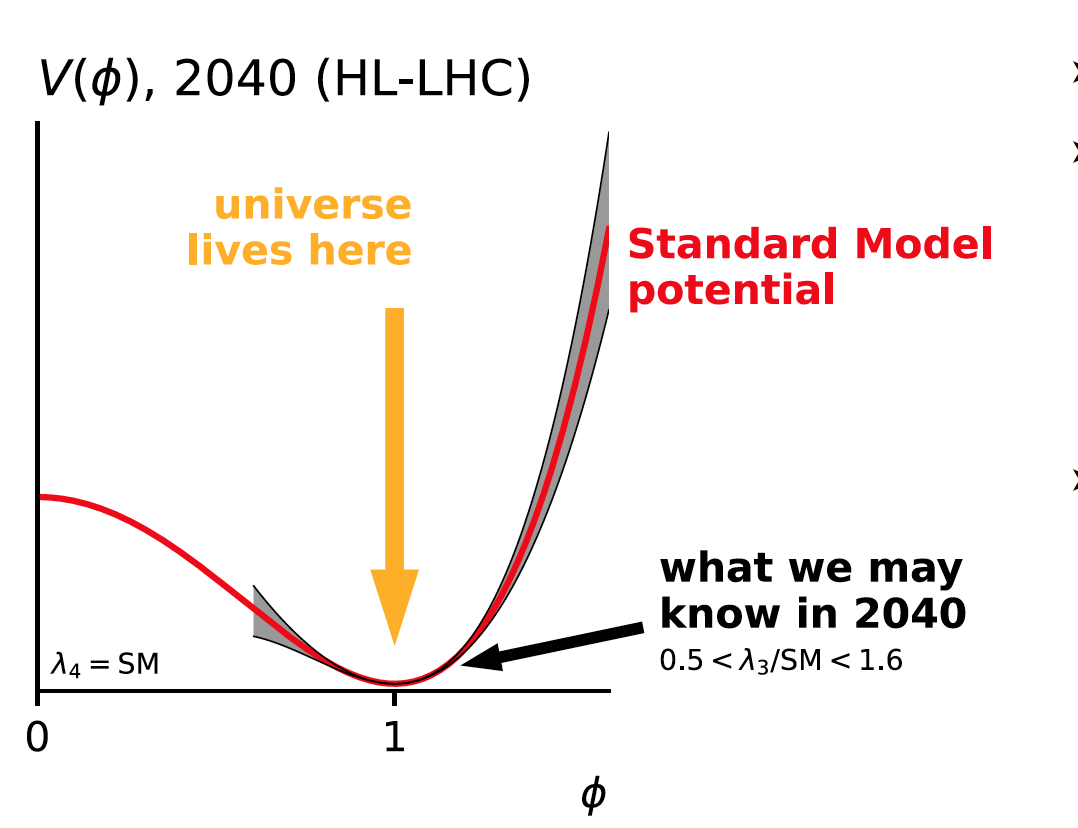 V(ϕ), 2040 (HL-LHC)
universe
lives here
Standard Model
potential
what we may
know in 2040
0.5 < λ₃/SM < 1.6
λ₄ = SM
0
1
ϕ